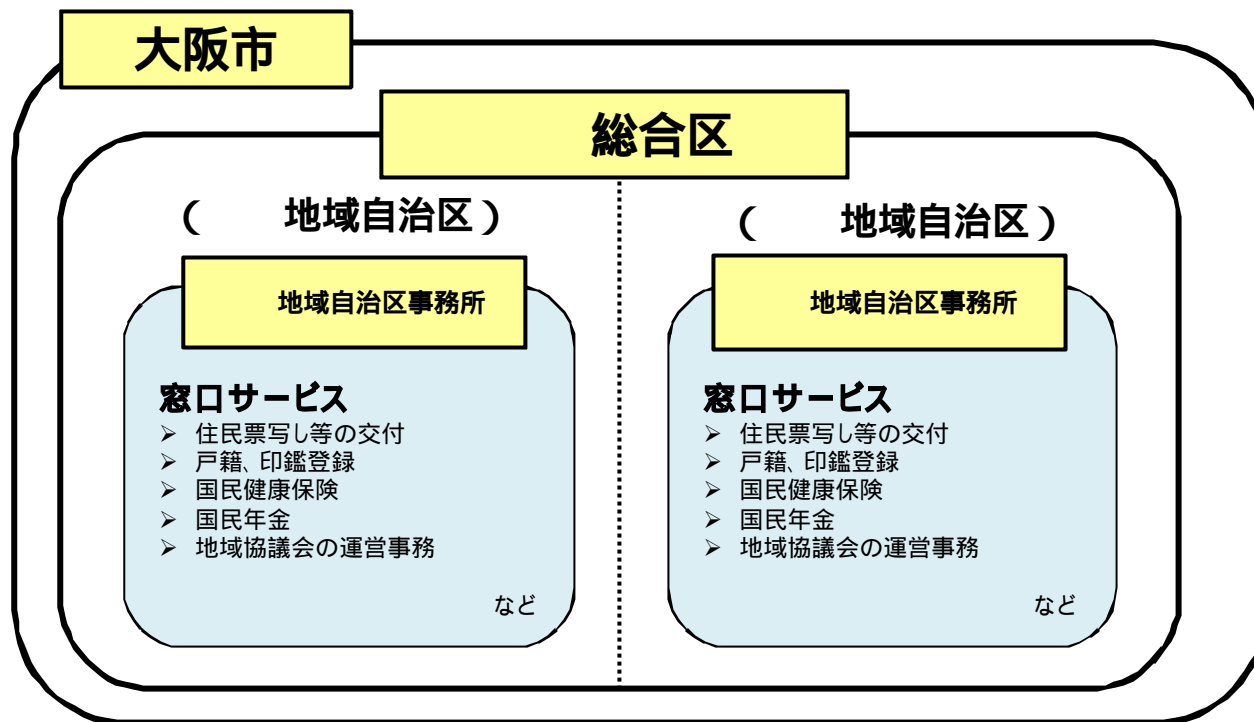 大阪市
総合区
(　　地域自治区)
地域自治区事務所
窓口サービス
➢ 住民票写し等の交付
➢ 戸籍、印鑑登録
➢ 国民健康保険
➢ 国民年金
➢ 地域協議会の運営事務
など
(　　地域自治区)
地域自治区事務所
窓口サービス
➢ 住民票写し等の交付
➢ 戸籍、印鑑登録
➢ 国民健康保険
➢ 国民年金
➢ 地域協議会の運営事務
など